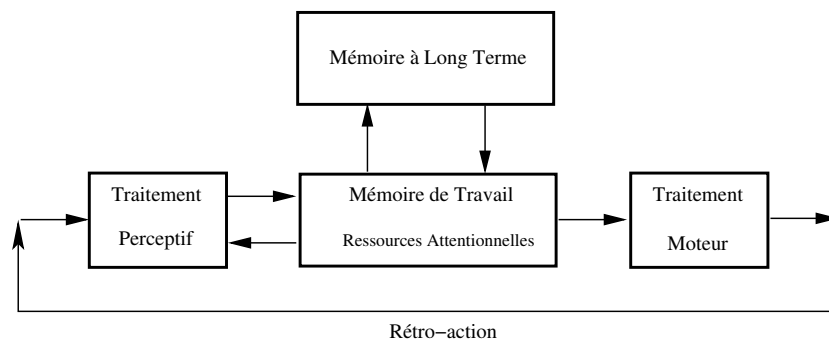 Mémoire à Long Terme
Traitement
Perceptif
Mémoire de Travail
Ressources Attentionnelles
Traitement
Moteur
Rétro-action